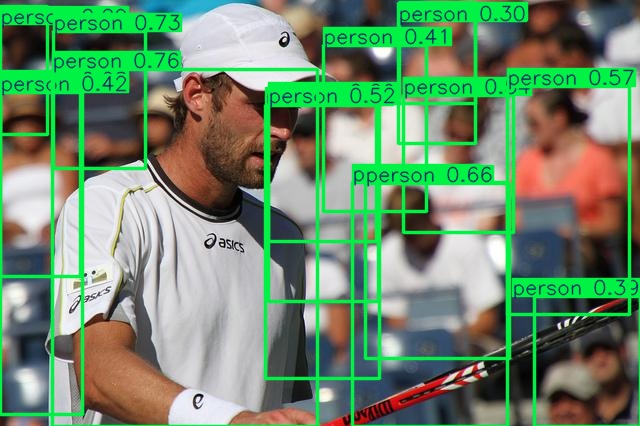 person 0.30
person 0.73
person 0.41
person 0.76
person 0.57
person 0.42
person 0.52
person 0.66
asics
asics
person 0.39